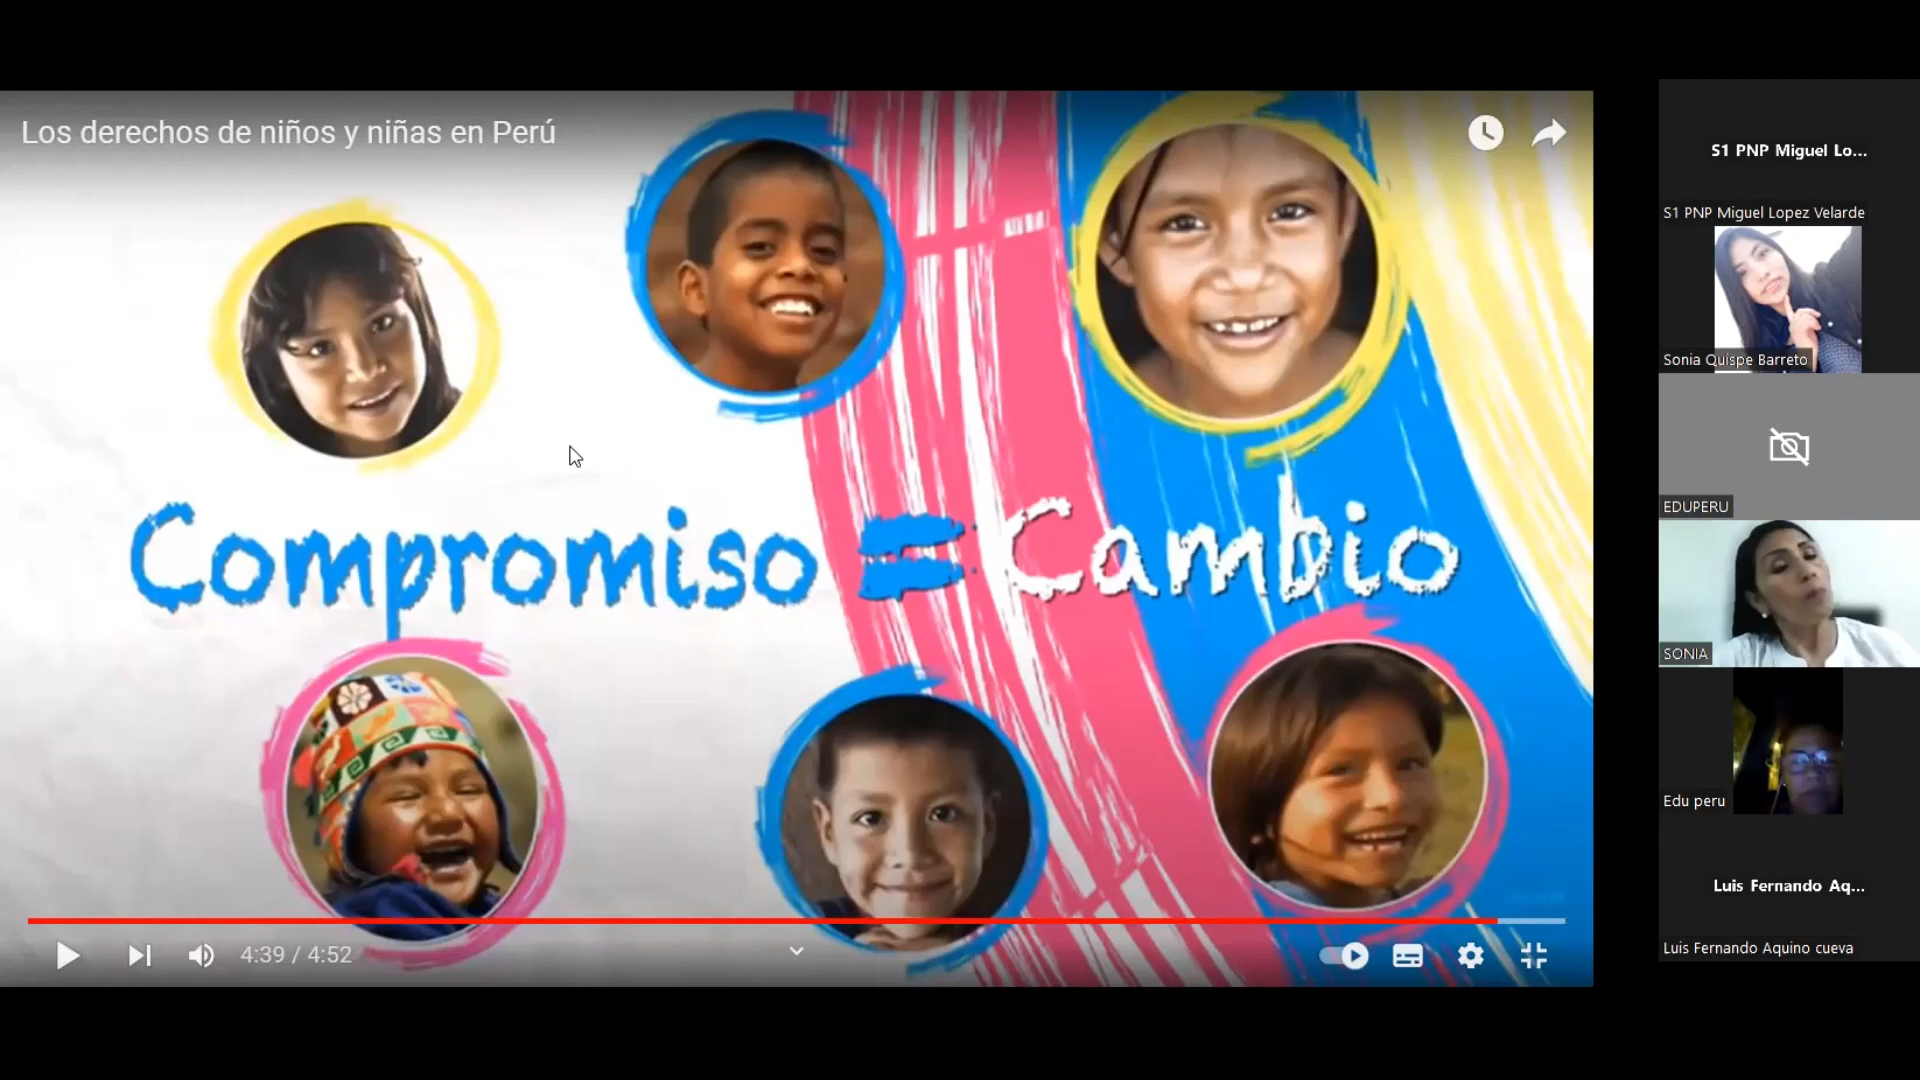 Los derechos de niños y niñas en Perú
Compromiso = Cambio
4:39 / 4:52
S1 PNP Miguel Lo...
S1 PNP Miguel Lopez Velarde
Sonia Quispe Barreto
EDUPERU
SONIA
Edu peru
Luis Fernando Aq...
Luis Fernando Aquino cueva